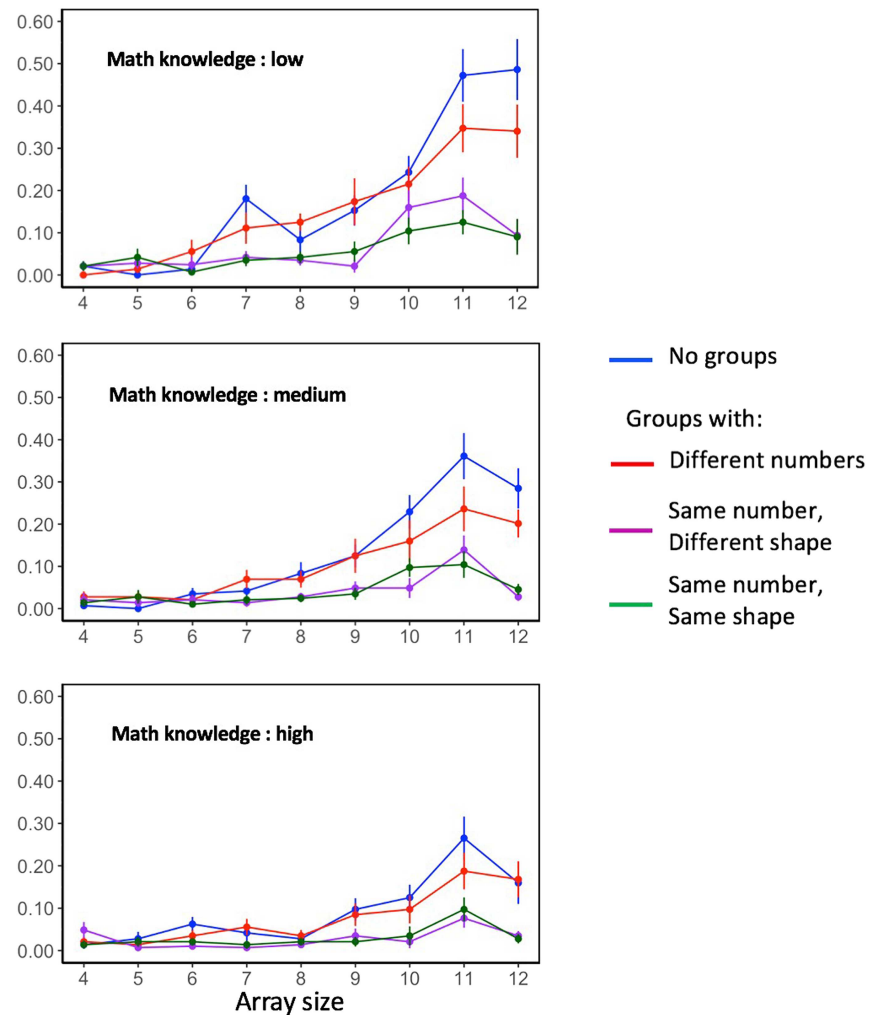 0.60
Math knowledge : low
0.50
0.40
0.30
0.20
0.10
0.00
4 5 6 7 8 9 10 11 12
0.60
Math knowledge : medium
0.50
0.40
0.30
0.20
0.10
0.00
4 5 6 7 8 9 10 11 12
No groups
Groups with:
Different numbers
Same number,
Different shape
Same number,
Same shape
0.60
Math knowledge : high
0.50
0.40
0.30
0.20
0.10
0.00
4 5 6 7 8 9 10 11 12
Array size